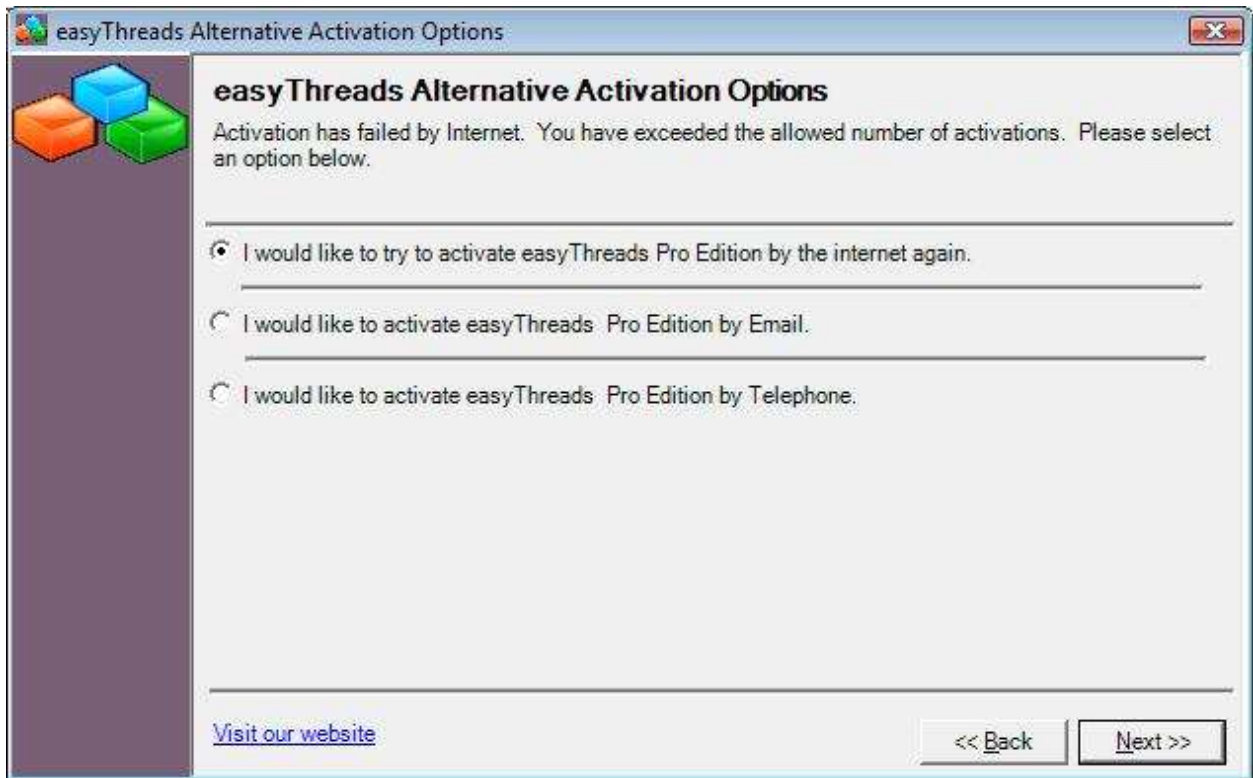 easyThreads Alternative Activation Options
easyThreads Alternative Activation Options
Activation has failed by Internet.  You have exceeded the allowed number of activations.  Please select
an option below.
I would like to try to activate easyThreads Pro Edition by the internet again.
I would like to activate easyThreads  Pro Edition by Email.
I would like to activate easyThreads  Pro Edition by Telephone.
Visit our website
<< Back
Next >>